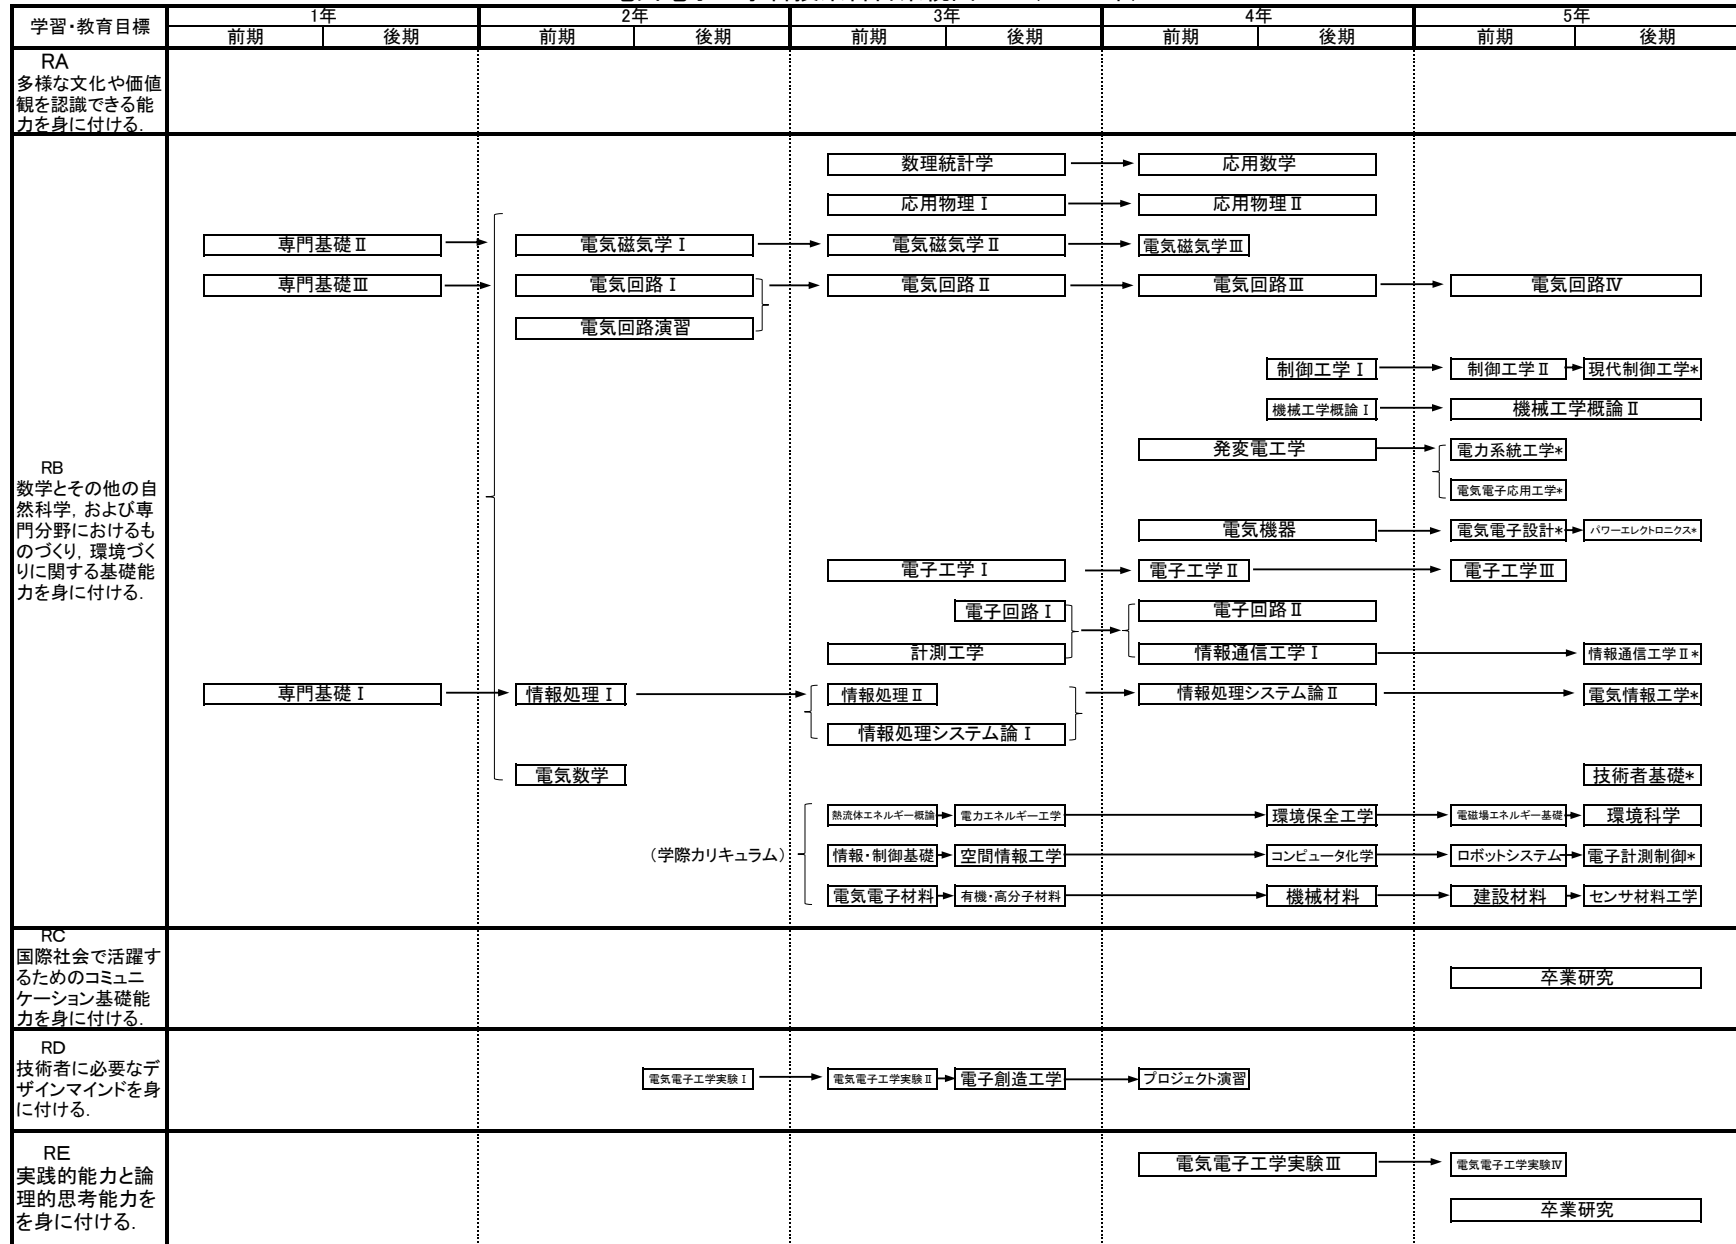 学習・教育目標
1年 2年 3年 4年 5年
前期 後期 前期 後期 前期 後期 前期 後期 前期 後期
RA
多様な文化や価値
観を認識できる能
力を身に付ける.
数理統計学 応用数学
応用物理Ⅰ 応用物理Ⅱ
専門基礎Ⅱ 電気磁気学Ⅰ 電気磁気学Ⅱ 電気磁気学Ⅲ
専門基礎Ⅲ 電気回路Ⅰ 電気回路Ⅱ 電気回路Ⅲ 電気回路Ⅳ
電気回路演習
制御工学Ⅰ 制御工学Ⅱ 現代制御工学*
機械工学概論Ⅰ 機械工学概論Ⅱ
発変電工学 電力系統工学*
RB
数学とその他の自
然科学, および専
門分野におけるも
のづくり, 環境づく
りに関する基礎能
力を身に付ける.
電気電子応用工学*
電気機器 電気電子設計* パワーエレクトロニクス*
電子工学Ⅰ 電子工学Ⅱ 電子工学Ⅲ
電子回路Ⅰ 電子回路Ⅱ
計測工学 情報通信工学Ⅰ 情報通信工学Ⅱ*
専門基礎Ⅰ 情報処理Ⅰ 情報処理Ⅱ 情報処理システム論Ⅱ 電気情報工学*
情報処理システム論Ⅰ
電気数学 技術者基礎*
熱流体エネルギー概論 電力エネルギー工学 環境保全工学 電磁場エネルギー基礎 環境科学
(学際カリキュラム) 情報・制御基礎 空間情報工学 コンピュータ化学 ロボットシステム 電子計測制御*
電気電子材料 有機・高分子材料 機械材料 建設材料 センサ材料工学
RC
国際社会で活躍す
るためのコミュニ
ケーション基礎能
力を身に付ける.
卒業研究
RD
技術者に必要なデ
ザインマインドを身
に付ける.
電気電子工学実験Ⅰ 電気電子工学実験Ⅱ 電子創造工学 プロジェクト演習
RE
実践的能力と論
理的思考能力を
を身に付ける.
電気電子工学実験Ⅲ 電気電子工学実験Ⅳ
卒業研究